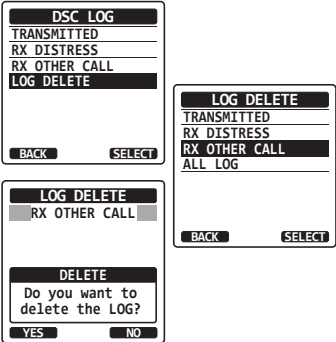 DSC LOG
TRANSMITTED
RX DISTRESS
RX OTHER CALL
LOG DELETE
BACK SELECT
LOG DELETE
TRANSMITTED
RX DISTRESS
RX OTHER CALL
ALL LOG
BACK SELECT
LOG DELETE
RX OTHER CALL
DELETE
Do you want to
delete the LOG?
YES NO